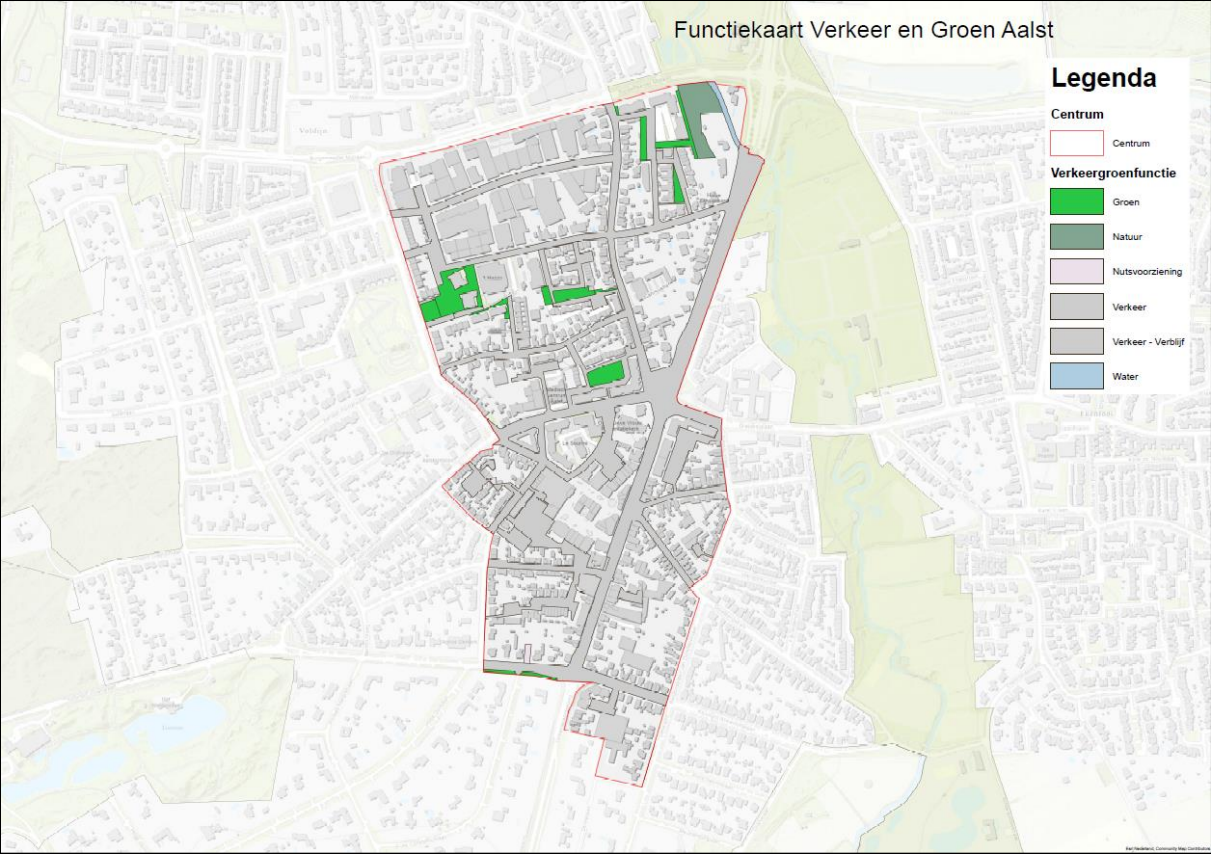 Functiekaart Verkeer en Groen Aalst
Legenda
Centrum
Centrum
Verkeergroenfunctie
Groen
Natuur
Nutsvoorziening
Verkeer
Verkeer - Verblijf
Water